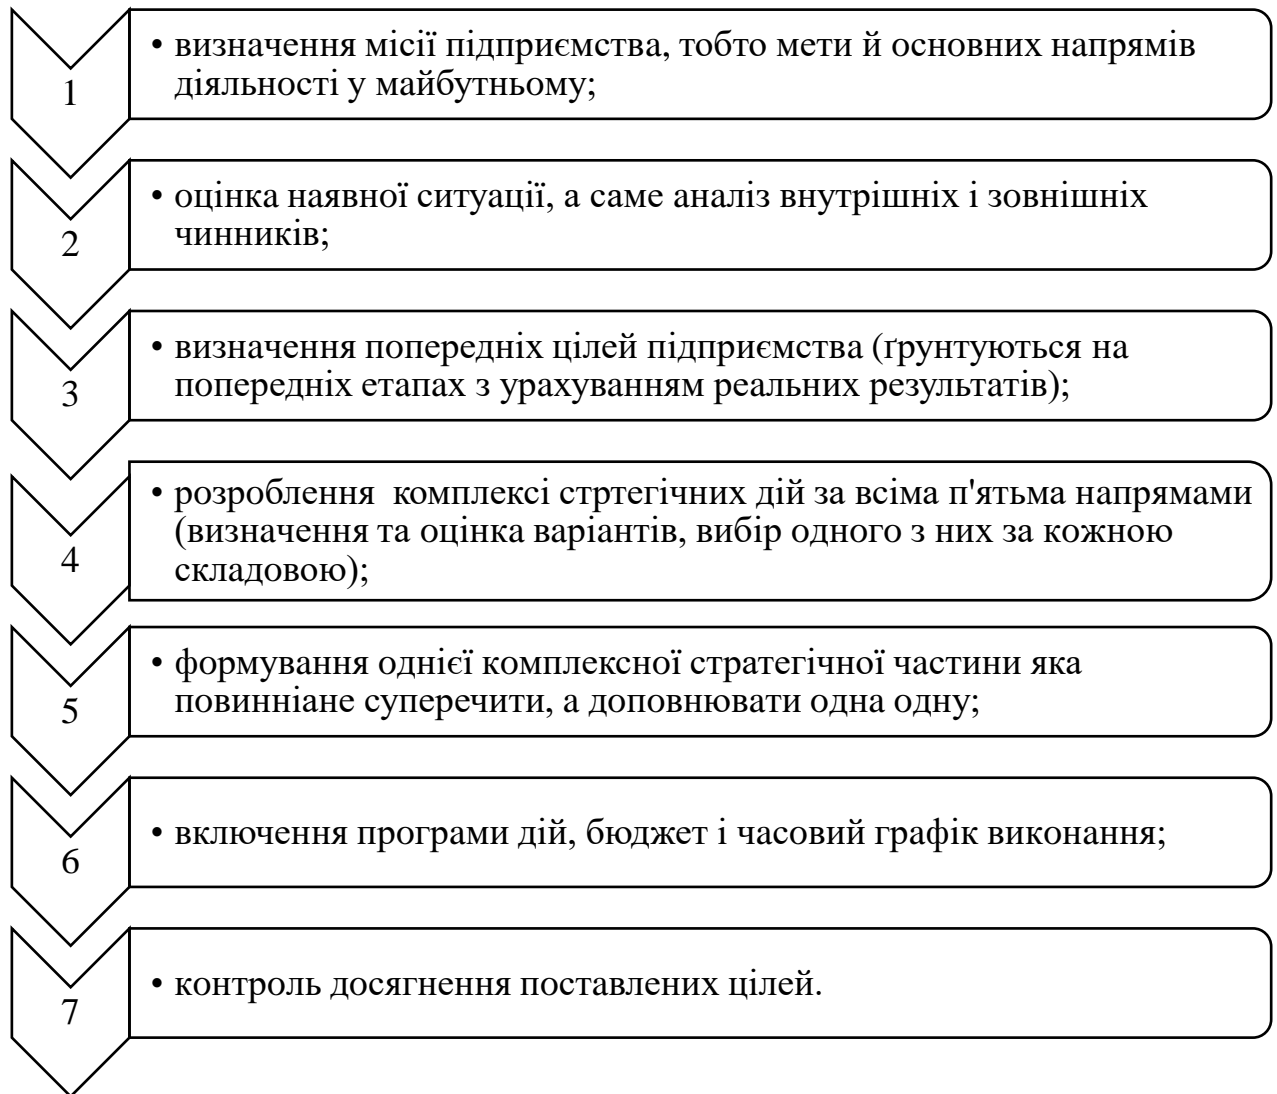 1
• визначення місії підприємства, тобто мети й основних напрямів
діяльності у майбутньому;
2
• оцінка наявної ситуації, а саме аналіз внутрішніх і зовнішніх
чинників;
3
• визначення попередніх цілей підприємства (ґрунтуються на
попередніх етапах з урахуванням реальних результатів);
4
• розроблення  комплексі стртегічних дій за всіма п'ятьма напрямами
(визначення та оцінка варіантів, вибір одного з них за кожною
складовою);
5
• формування однієї комплексної стратегічної частини яка
повинніане суперечити, а доповнювати одна одну;
6
• включення програми дій, бюджет і часовий графік виконання;
7
• контроль досягнення поставлених цілей.